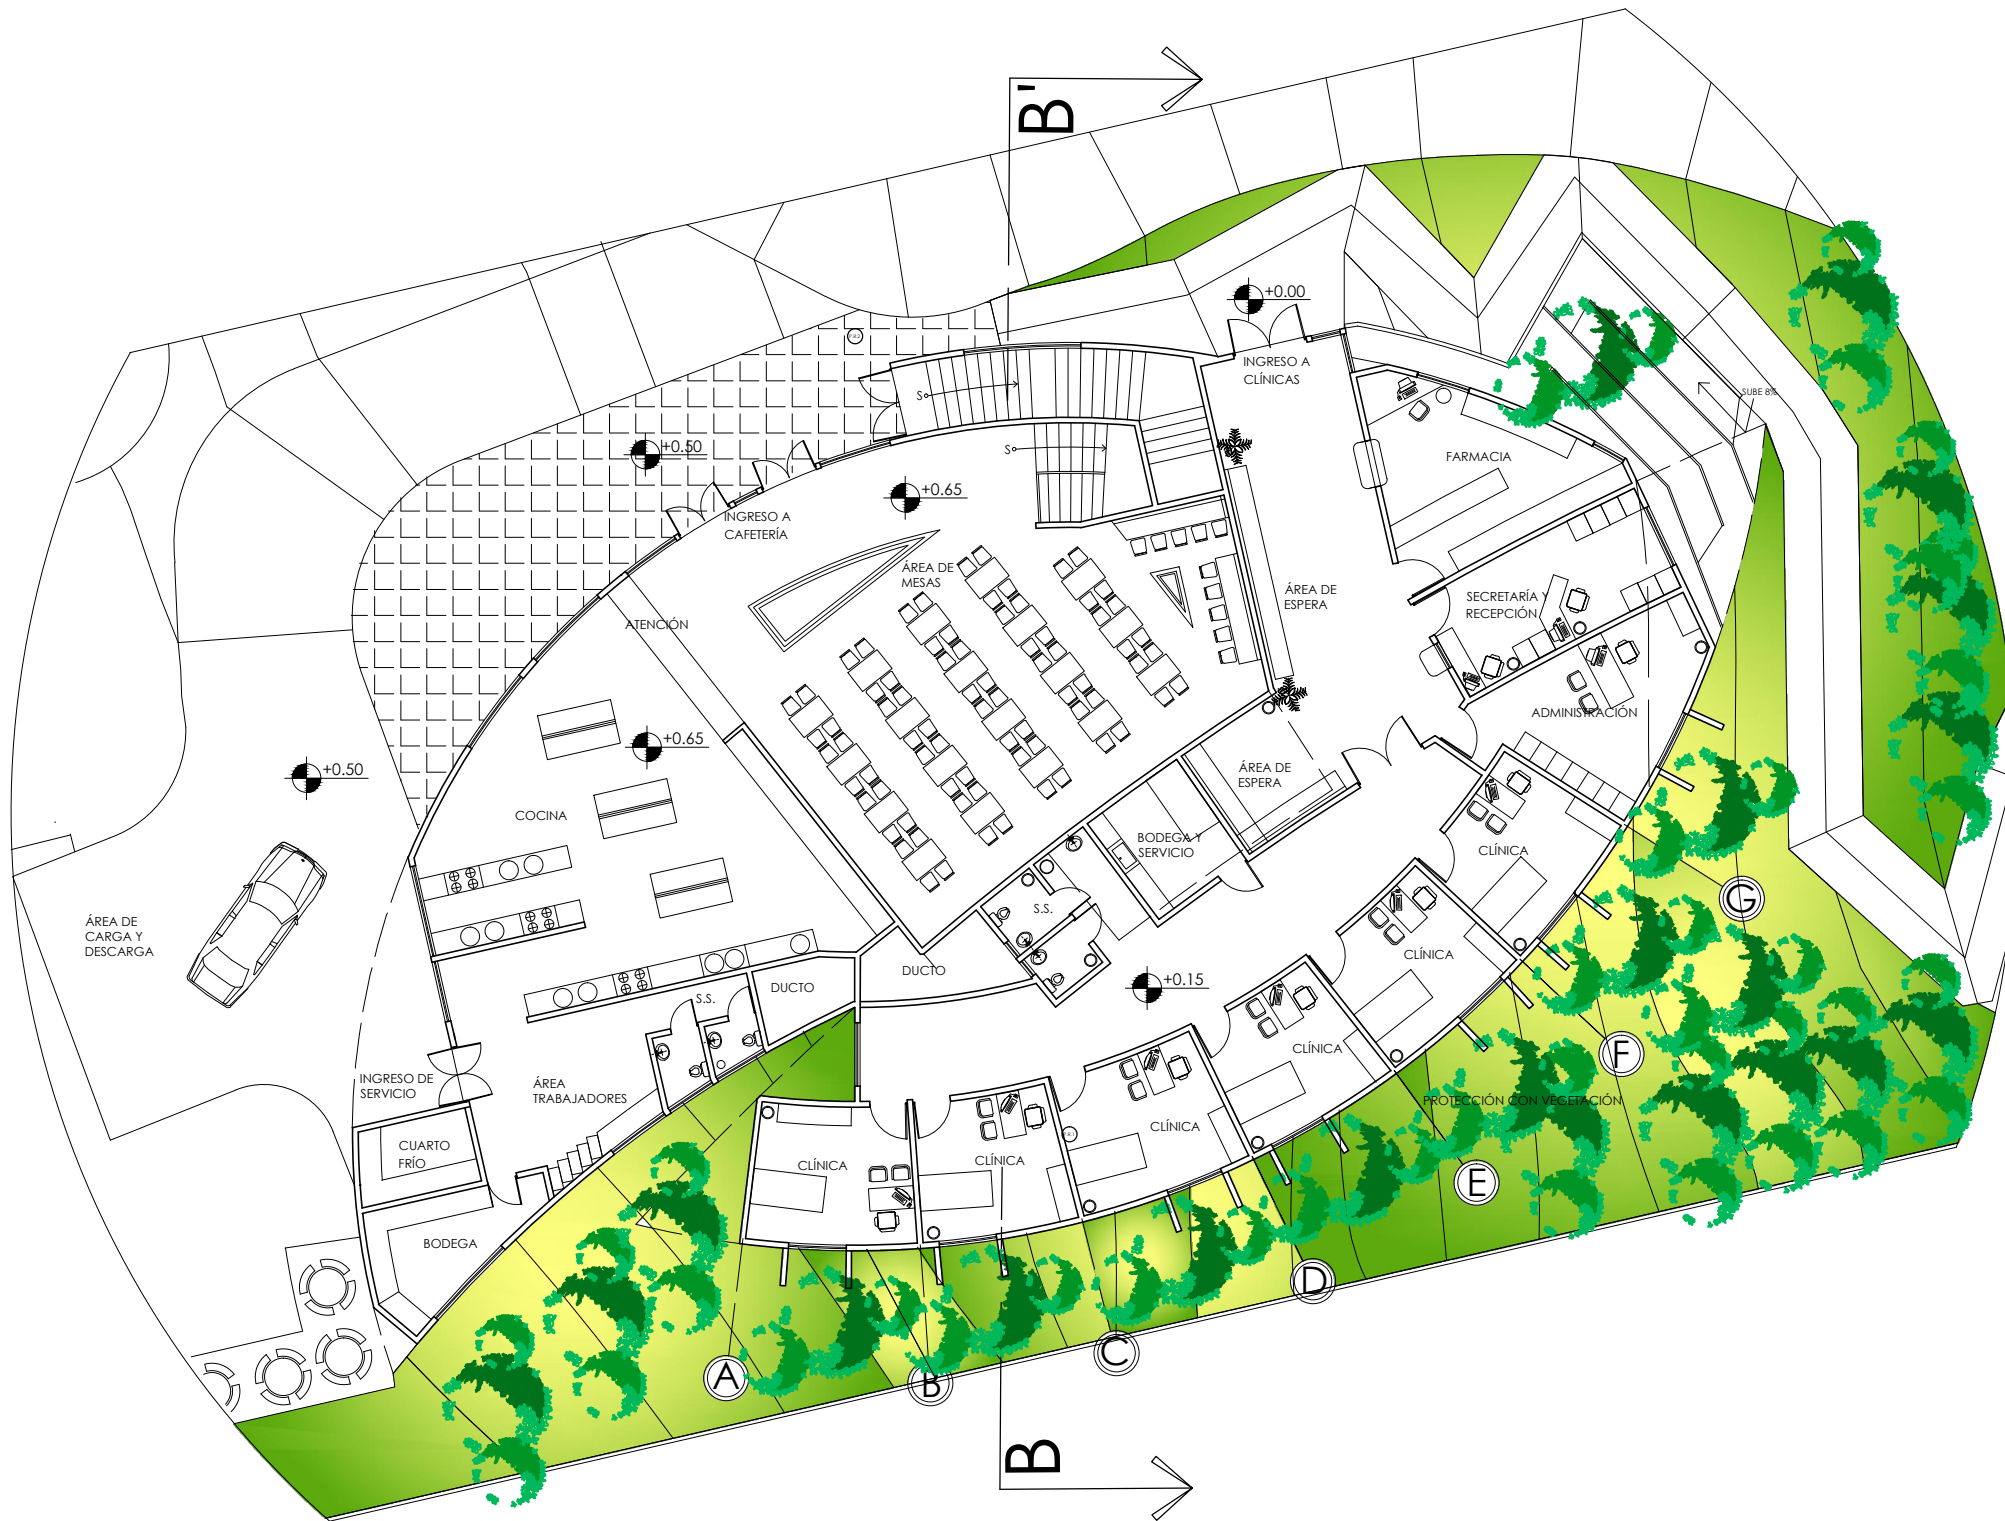 B'
+0.00
INGRESO A
CLÍNICAS
S
SUBE 8%
+0.50
S
FARMACIA
+0.65
INGRESO A
CAFETERÍA
ÁREA DE
MESAS
ÁREA DE
ESPERA
SECRETARÍA Y
RECEPCIÓN
ATENCIÓN
ADMINISTRACIÓN
+0.65
+0.50
ÁREA DE
ESPERA
COCINA
BODEGA Y
SERVICIO
CLÍNICA
G
S.S.
ÁREA DE
CARGA Y
DESCARGA
CLÍNICA
DUCTO
DUCTO
+0.15
S.S.
CLÍNICA
F
INGRESO DE
SERVICIO
ÁREA
TRABAJADORES
PROTECCIÓN CON VEGETACIÓN
CLÍNICA
CUARTO
FRÍO
CLÍNICA
CLÍNICA
E
BODEGA
D
C
A
B
B